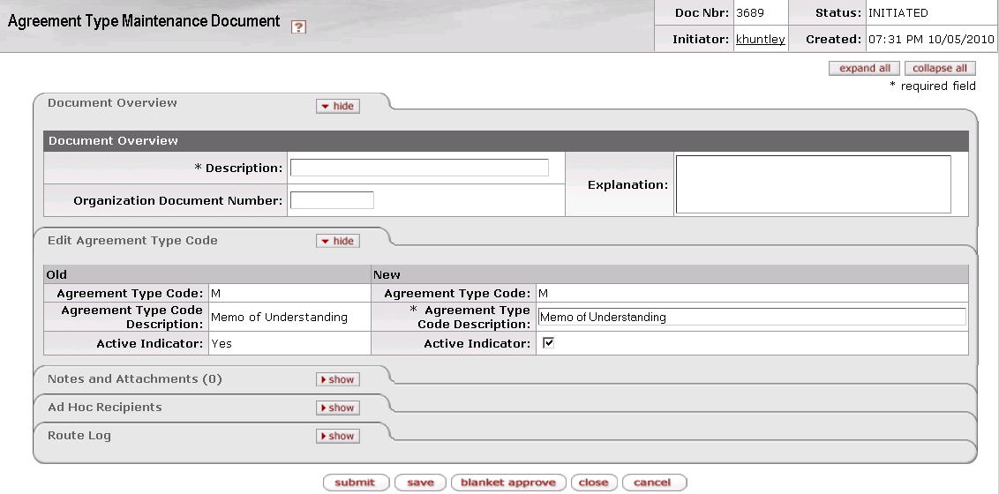 Agreement Type Maintenance Document ?
Doc Nbr: 3689 Status: INITIATED
Initiator: khuntley Created: 07:31 PM 10/05/2010
expand all collapse all
* required field
Document Overview hide
Document Overview
* Description:
Explanation:
Organization Document Number:
Edit Agreement Type Code hide
Old New
Agreement Type Code: M Agreement Type Code: M
Agreement Type Code Description: Memo of Understanding * Agreement Type Code Description: Memo of Understanding
Active Indicator: Yes Active Indicator:
Notes and Attachments (0) show
Ad Hoc Recipients show
Route Log show
submit save blanket approve close cancel